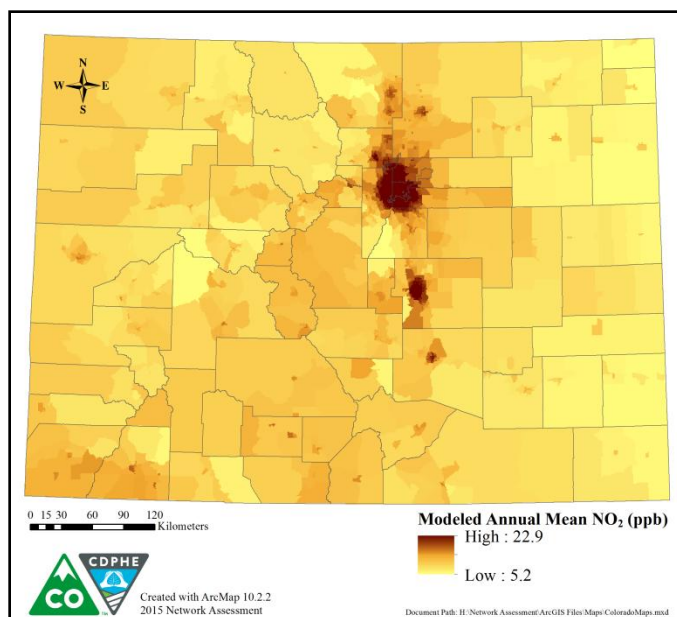 N
W E
S
0 15 30 60 90 120
Kilometers
Modeled Annual Mean NO₂ (ppb)
High : 22.9
Low : 5.2
CO
CDPHE
TM
Created with ArcMap 10.2.2
2015 Network Assessment
Document Path: H:\Network Assessment\ArcGIS Files\Maps\ColoradoMaps.mxd